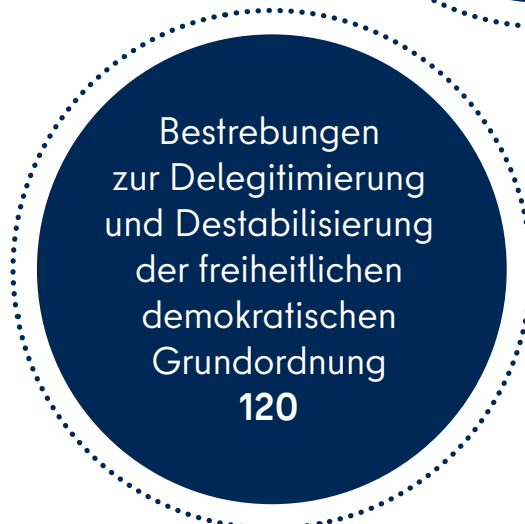 Bestrebungen
zur Delegitimierung
und Destabilisierung
der freiheitlichen
demokratischen
Grundordnung
120